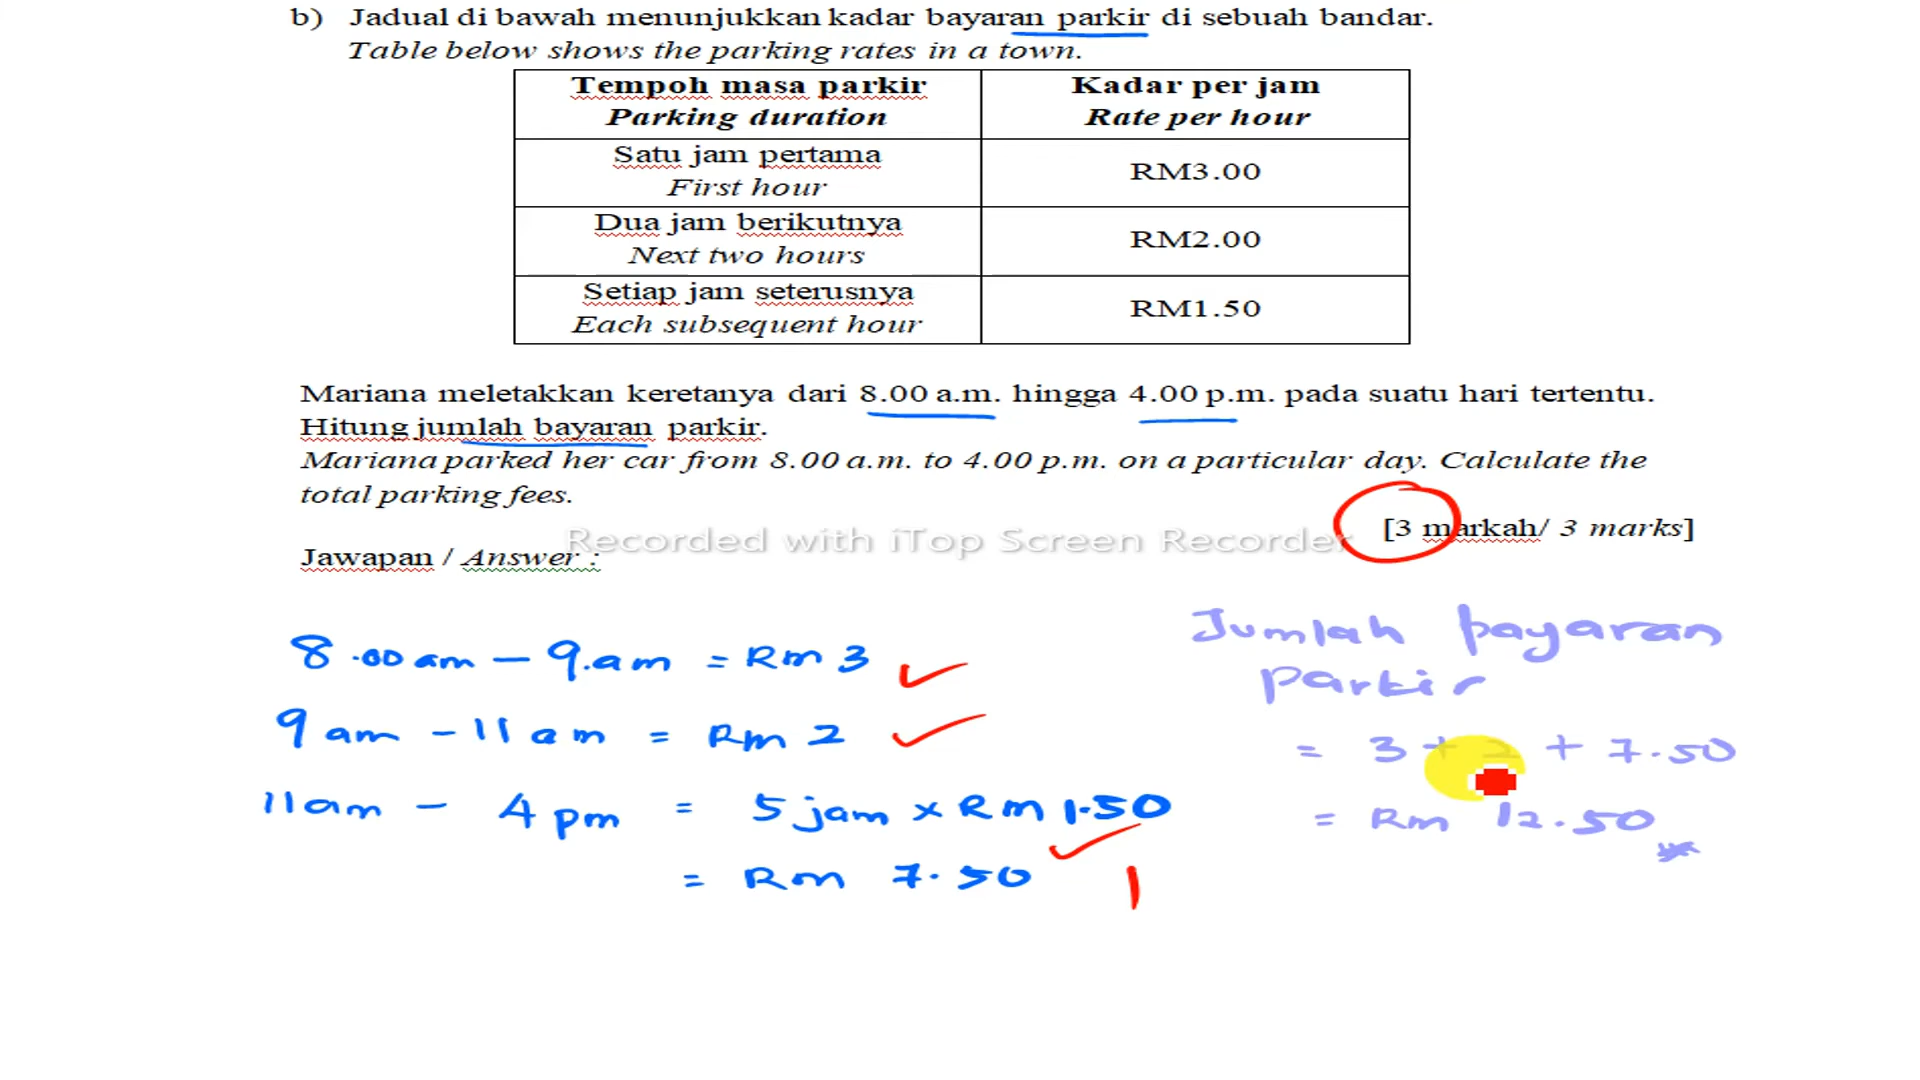 b) Jadual di bawah menunjukkan kadar bayaran parkir di sebuah bandar.
Table below shows the parking rates in a town.
Tempoh masa parkir
Parking duration
Kadar per jam
Rate per hour
Satu jam pertama
First hour
RM3.00
Dua jam berikutnya
Next two hours
RM2.00
Setiap jam seterusnya
Each subsequent hour
RM1.50
Mariana meletakkan keretanya dari 8.00 a.m. hingga 4.00 p.m. pada suatu hari tertentu.
Hitung jumlah bayaran parkir.
Mariana parked her car from 8.00 a.m. to 4.00 p.m. on a particular day. Calculate the
total parking fees.
[3 markah/ 3 marks]
Recorded with iTop Screen Recorder
Jawapan / Answer :
8.00 am – 9.am = Rm 3
9 am – 11 am = Rm 2
11am – 4 pm = 5 jam × Rm 1.50
= Rm 7.50
1
Jumlah bayaran
Parkir
= 3 + 2 + 7.50
= Rm 12.50